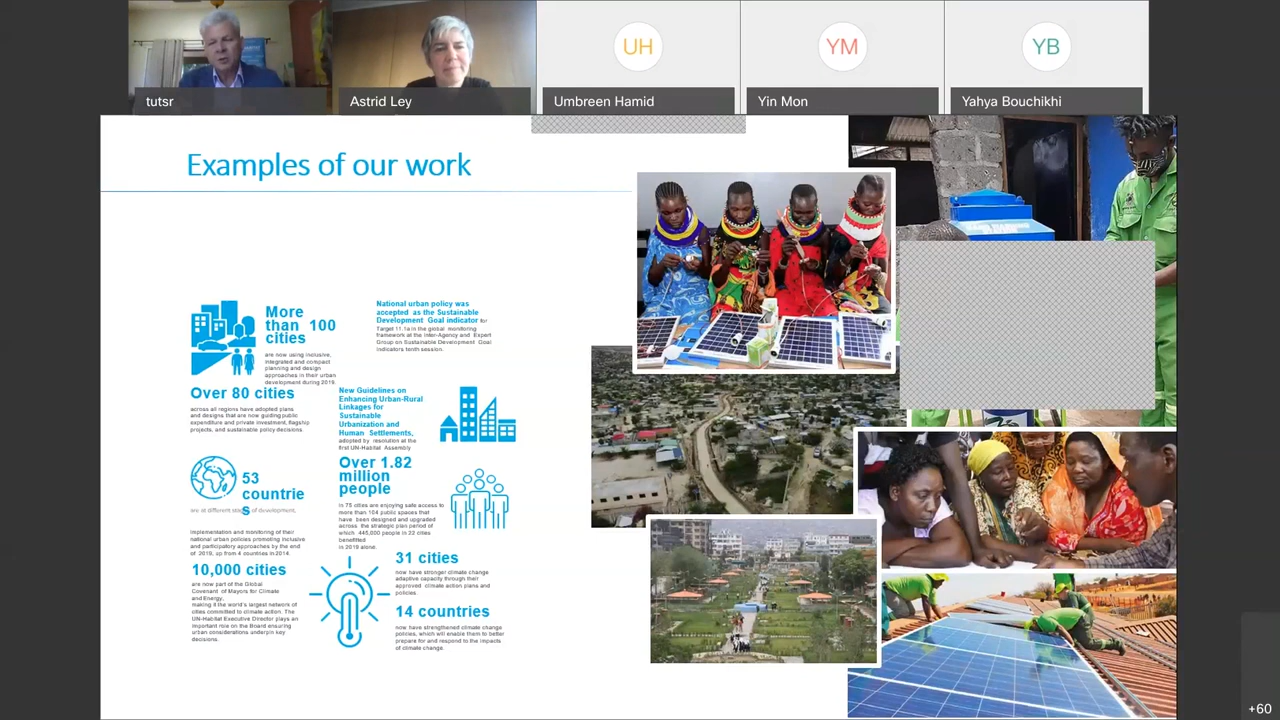 UH
YM
YB
tutsr
Astrid Ley
Umbreen Hamid
Yin Mon
Yahya Bouchikhi
Examples of our work
More
than 100
cities
are now using inclusive,
integrated and compact
planning and design
approaches in their urban
development during 2019.
National urban policy was
accepted as the Sustainable
Development Goal indicator for
Target 11.1a in the global monitoring
framework at the Inter-Agency and Expert
Group on Sustainable Development Goal
Indicators tenth session.
Over 80 cities
across all regions have adopted plans
and designs that are now guiding public
expenditure and private investment, flagship
projects, and sustainable policy decisions
New Guidelines on
Enhancing Urban-Rural
Linkages for
Sustainable
Urbanization and
Human Settlements,
adopted by resolution at the
first UN-Habitat Assembly
53
countrie
s
are at different stages of development,
implementation and monitoring of their
national urban policies promoting inclusive
and participatory approaches by the end
of 2019, up from 4 countries in 2014.
Over 1.82
million
people
in 75 cities are enjoying safe access to
more than 104 public spaces that
have been designed and upgraded
across the strategic plan period of
which 445,000 people in 22 cities
benefitted
in 2019 alone.
10,000 cities
are now part of the Global
Covenant of Mayors for Climate
and Energy,
making it the world's largest network of
cities committed to climate action. The
UN-Habitat Executive Director plays an
important role on the Board ensuring
urban considerations underpin key
decisions.
31 cities
now have stronger climate change
adaptive capacity through their
approved climate action plans and
policies.
14 countries
now have strengthened climate change
policies, which will enable them to better
prepare for and respond to the impacts
of climate change.
+60